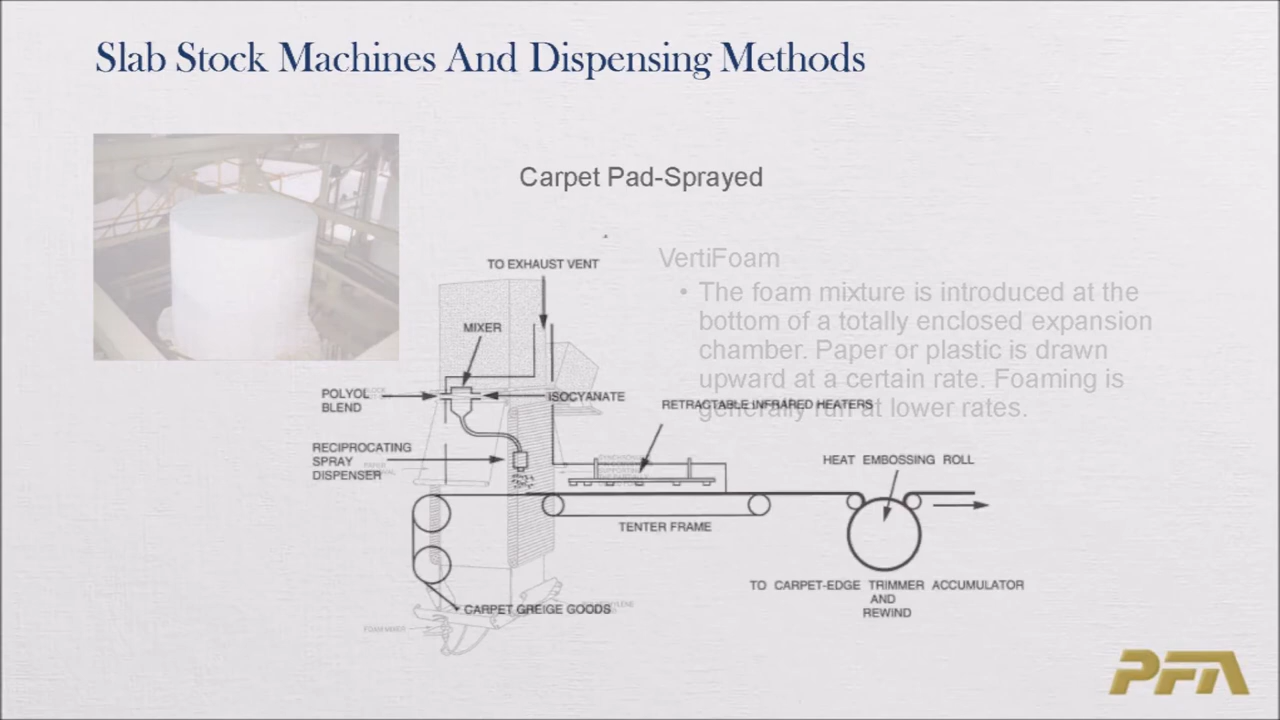 Slab Stock Machines And Dispensing Methods
Carpet Pad-Sprayed
VertiFoam
• The foam mixture is introduced at the
bottom of a totally enclosed expansion
chamber. Paper or plastic is drawn
upward at a certain rate. Foaming is
generally run at lower rates.
TO EXHAUST VENT
MIXER
POLYOL
BLEND
ISOCYANATE
RETRACTABLE INFRARED HEATERS
RECIPROCATING
SPRAY
DISPENSER
HEAT EMBOSSING ROLL
TENTER FRAME
TO CARPET-EDGE TRIMMER ACCUMULATOR
AND
REWIND
CARPET GREIGE GOODS
FOAM MIXER
PFA